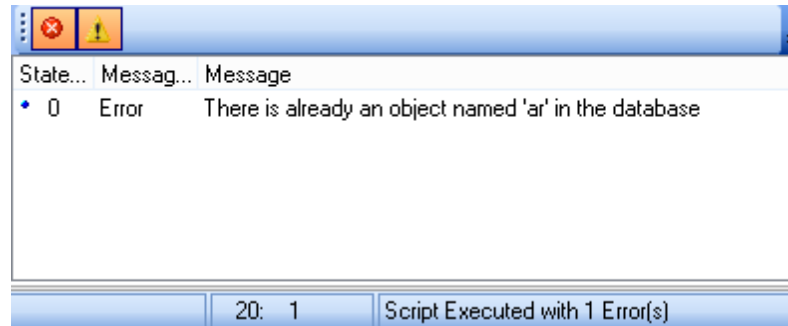 State... Messag... Message
0 Error There is already an object named 'ar' in the database
20: 1 Script Executed with 1 Error(s)